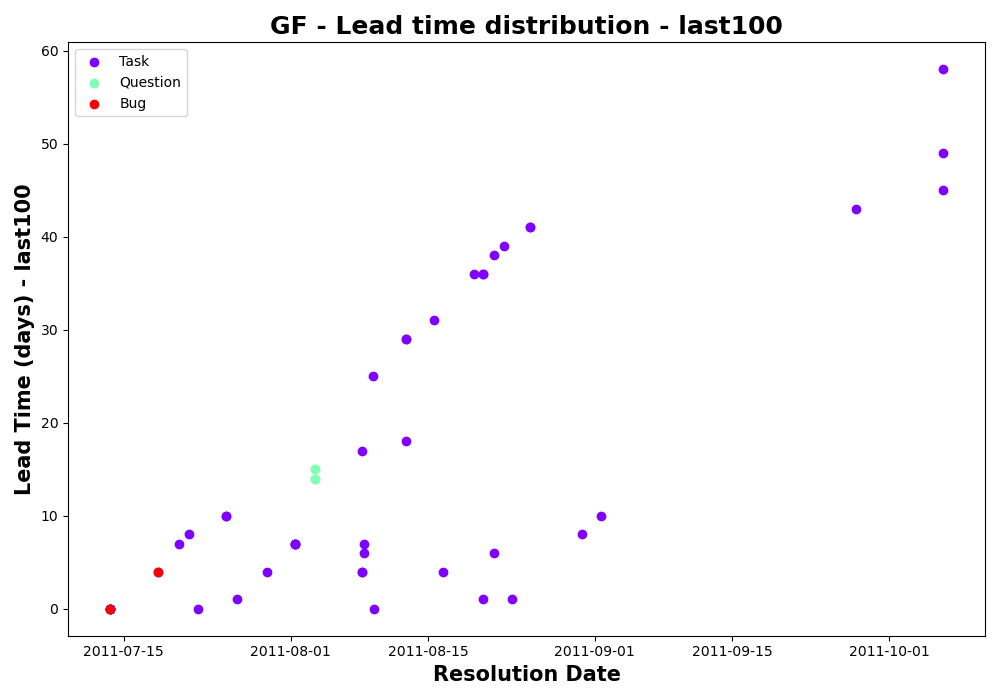 GF - Lead time distribution - last100
Task
Question
Bug
Lead Time (days) - last100
60
50
40
30
20
10
0
2011-07-15
2011-08-01
2011-08-15
2011-09-01
2011-09-15
2011-10-01
Resolution Date